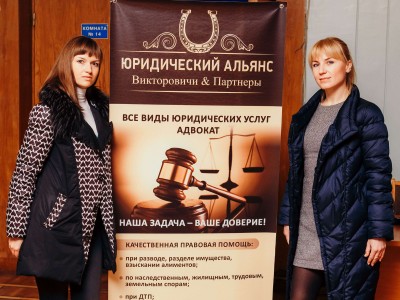 КОМНАТА
№ 14
ЮРИДИЧЕСКИЙ АЛЬЯНС
Викторовичи & Партнеры
ВСЕ ВИДЫ ЮРИДИЧЕСКИХ УСЛУГ
АДВОКАТ
НАША ЗАДАЧА – ВАШЕ ДОВЕРИЕ!
КАЧЕСТВЕННАЯ ПРАВОВАЯ ПОМОЩЬ:
• при разводе, разделе имущества,
взыскании алиментов;
• по наследственным, жилищным, трудовым,
земельным спорам;
• при ДТП;